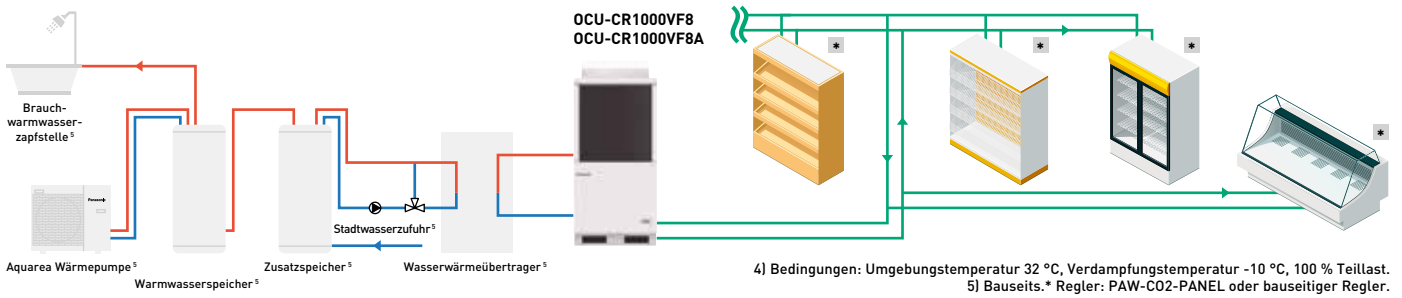 OCU-CR1000VF8
OCU-CR1000VF8A
*
*
*
*
Brauch-
warmwasser-
zapfstelle 5
Panasonic
Stadtwasserzufuhr 5
Aquarea Wärmepumpe 5
Warmwasserspeicher 5
Zusatzspeicher 5
Wasserwärmeübertrager 5
4) Bedingungen: Umgebungstemperatur 32 °C, Verdampfungstemperatur -10 °C, 100 % Teillast.
5) Bauseits.* Regler: PAW-CO2-PANEL oder bauseitiger Regler.